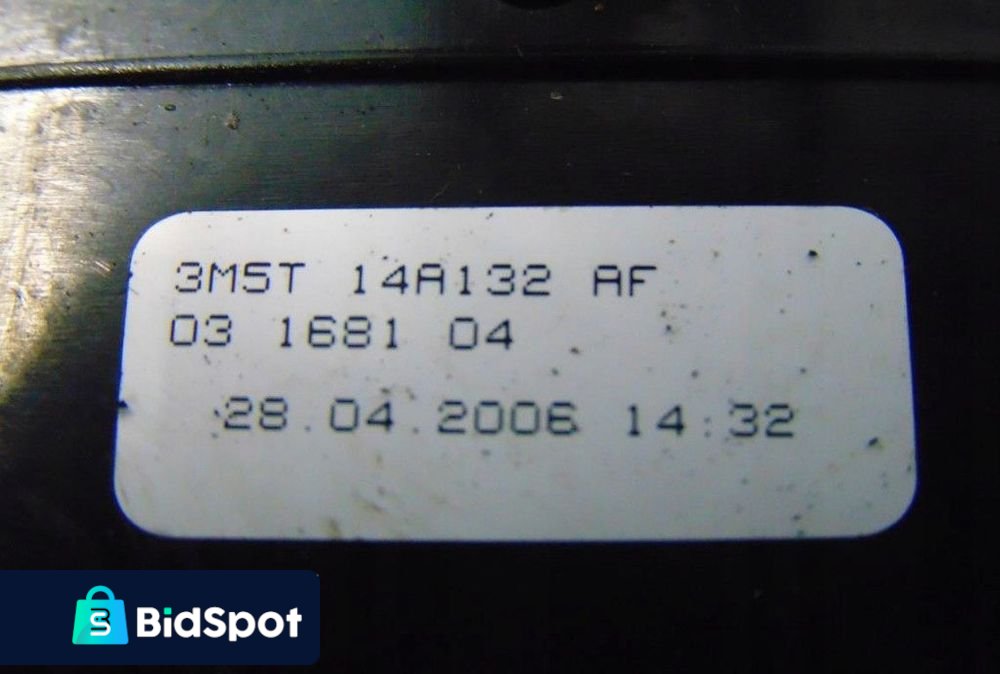 3M5T 14A132 AF
03 1681 04
28.04.2006 14:32
BidSpot